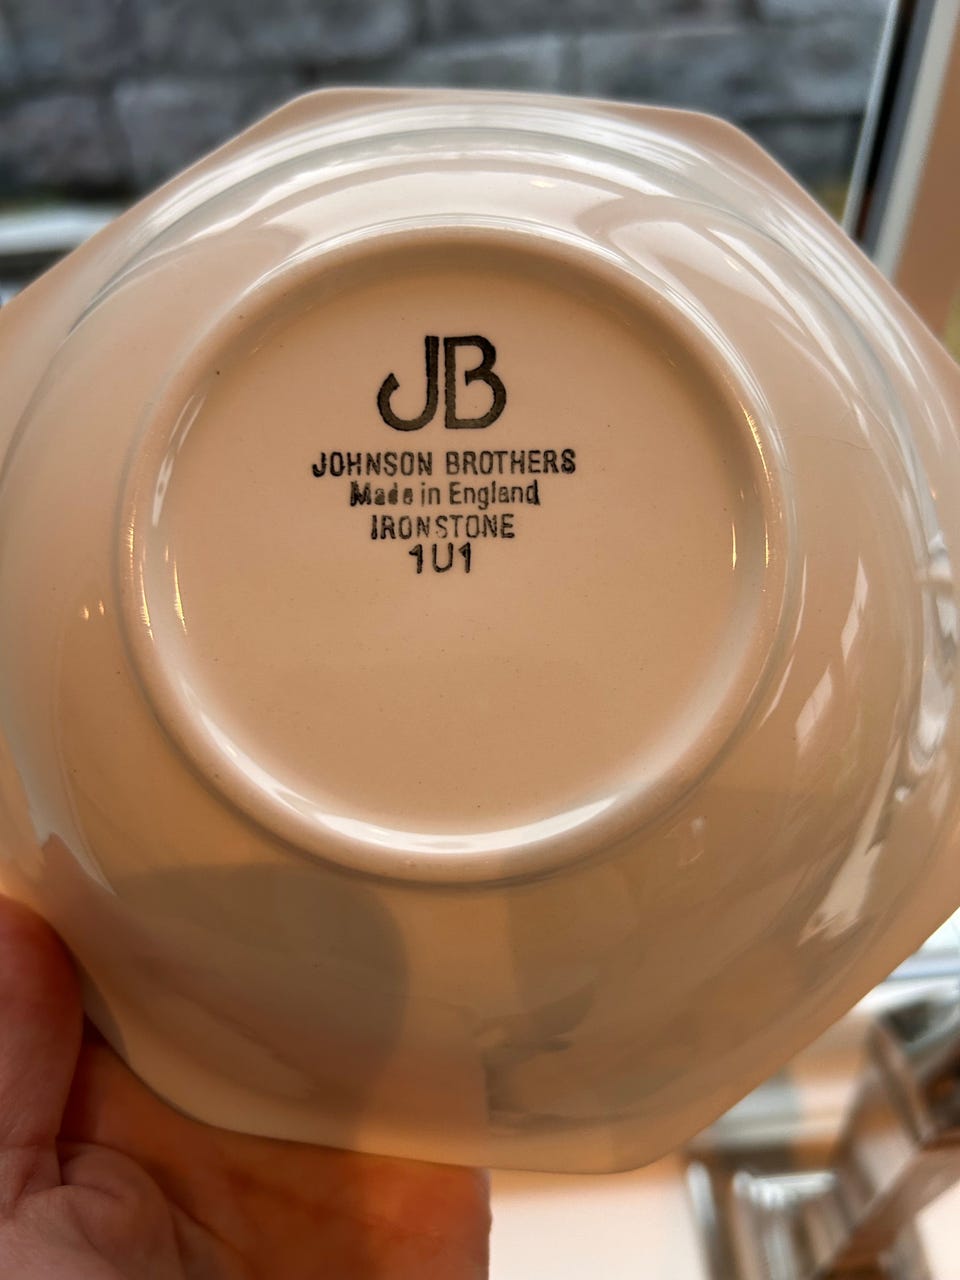 JB
JOHNSON BROTHERS
Made in England
IRONSTONE
1U1